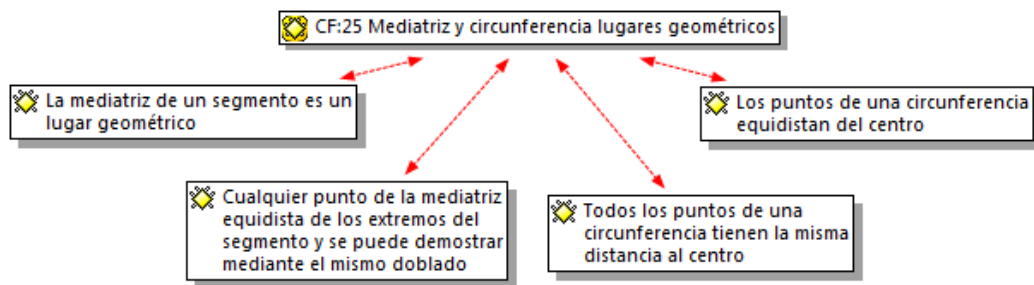 CF:25 Mediatriz y circunferencia lugares geométricos
La mediatriz de un segmento es un
lugar geométrico
Los puntos de una circunferencia
equidistan del centro
Cualquier punto de la mediatriz
equidista de los extremos del
segmento y se puede demostrar
mediante el mismo doblado
Todos los puntos de una
circunferencia tienen la misma
distancia al centro